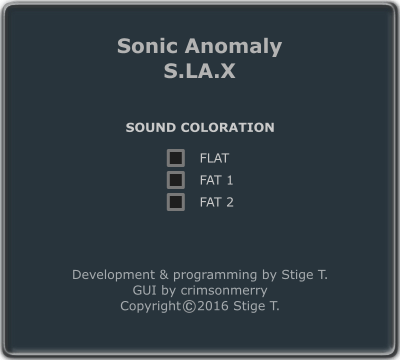 Sonic Anomaly
S.LA.X
SOUND COLORATION
FLAT
FAT 1
FAT 2
Development & programming by Stige T.
GUI by crimsonmerry
Copyright©2016 Stige T.